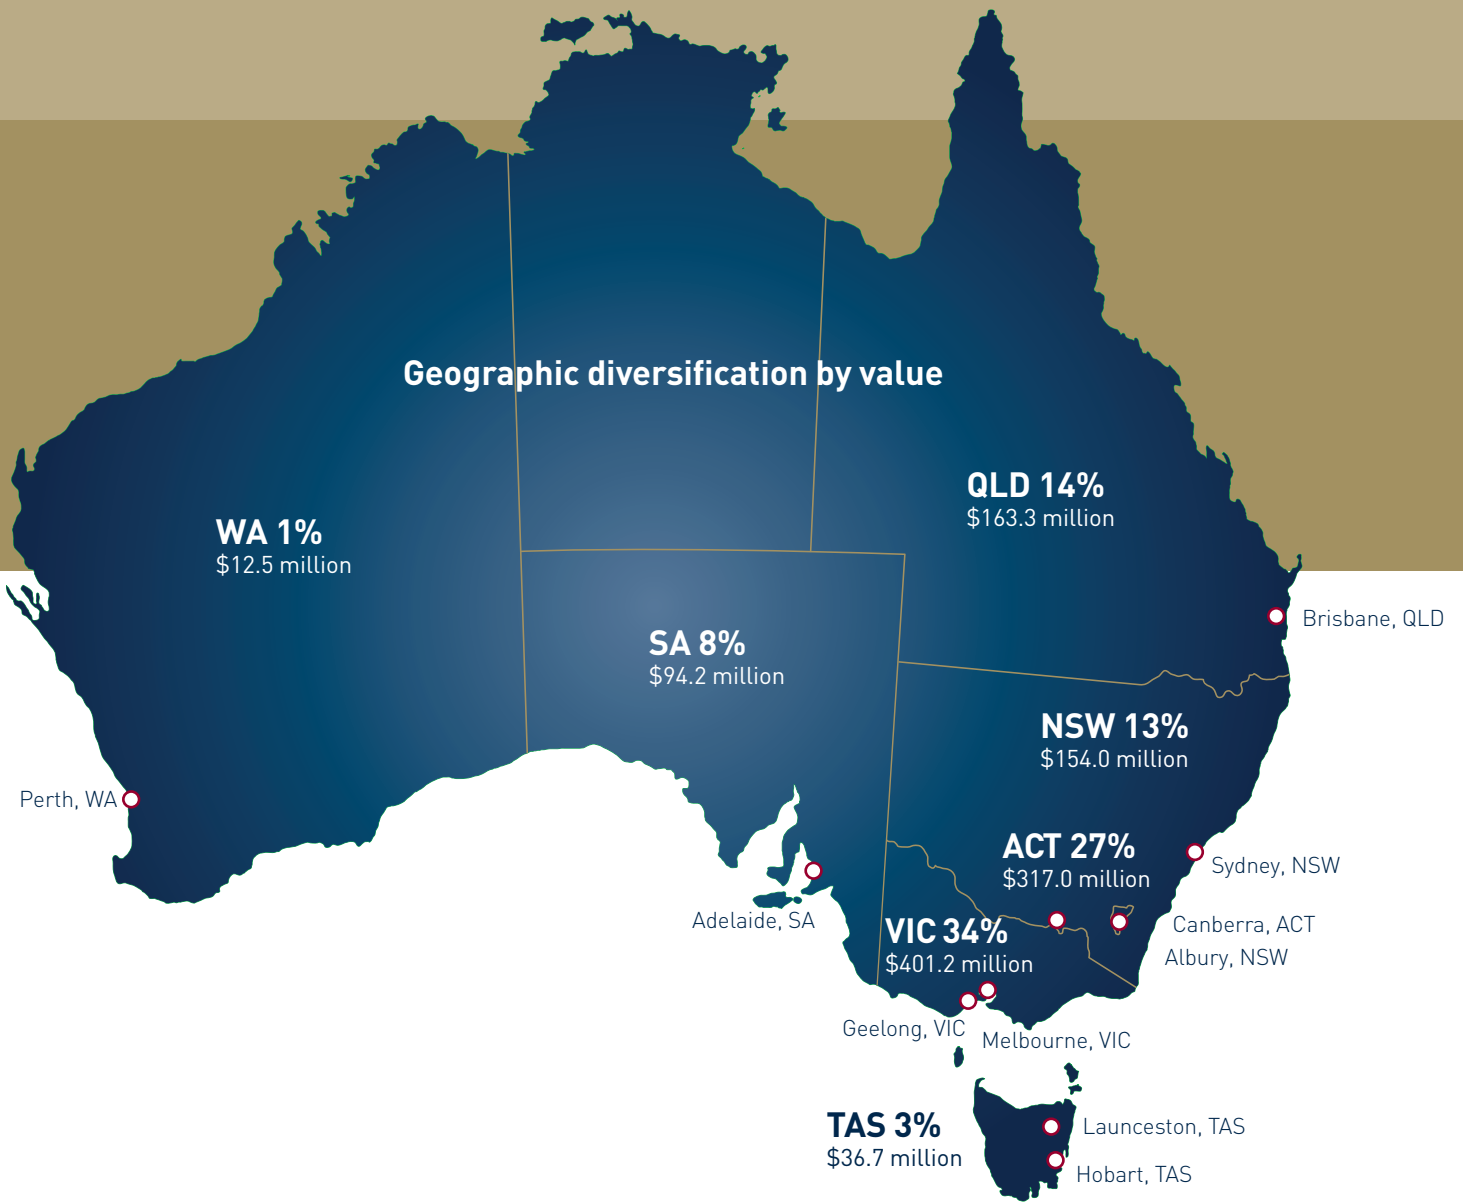 Geographic diversification by value
QLD 14%
$163.3 million
WA 1%
$12.5 million
Brisbane, QLD
SA 8%
$94.2 million
NSW 13%
$154.0 million
Perth, WA
ACT 27%
$317.0 million
Sydney, NSW
Adelaide, SA
VIC 34%
$401.2 million
Canberra, ACT
Albury, NSW
Geelong, VIC
Melbourne, VIC
TAS 3%
$36.7 million
Launceston, TAS
Hobart, TAS